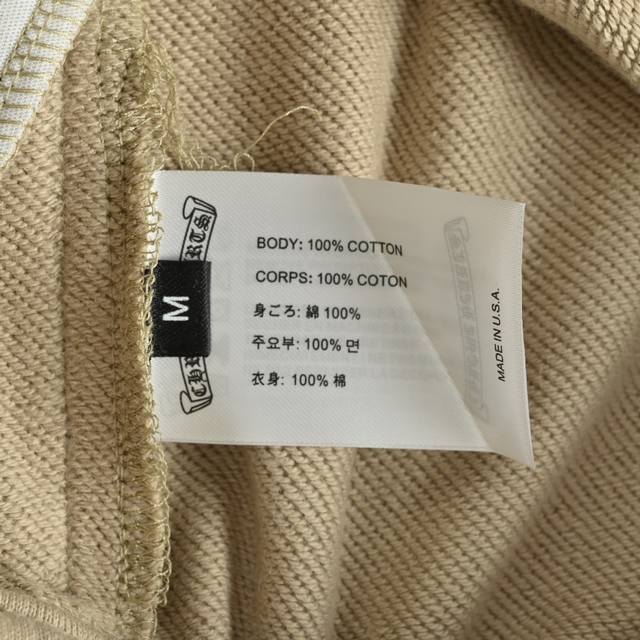 BODY: 100% COTTON
CORPS: 100% COTON
身ごろ: 綿 100%
주요부: 100% 면
衣身: 100% 棉
M
MADE IN U.S.A.